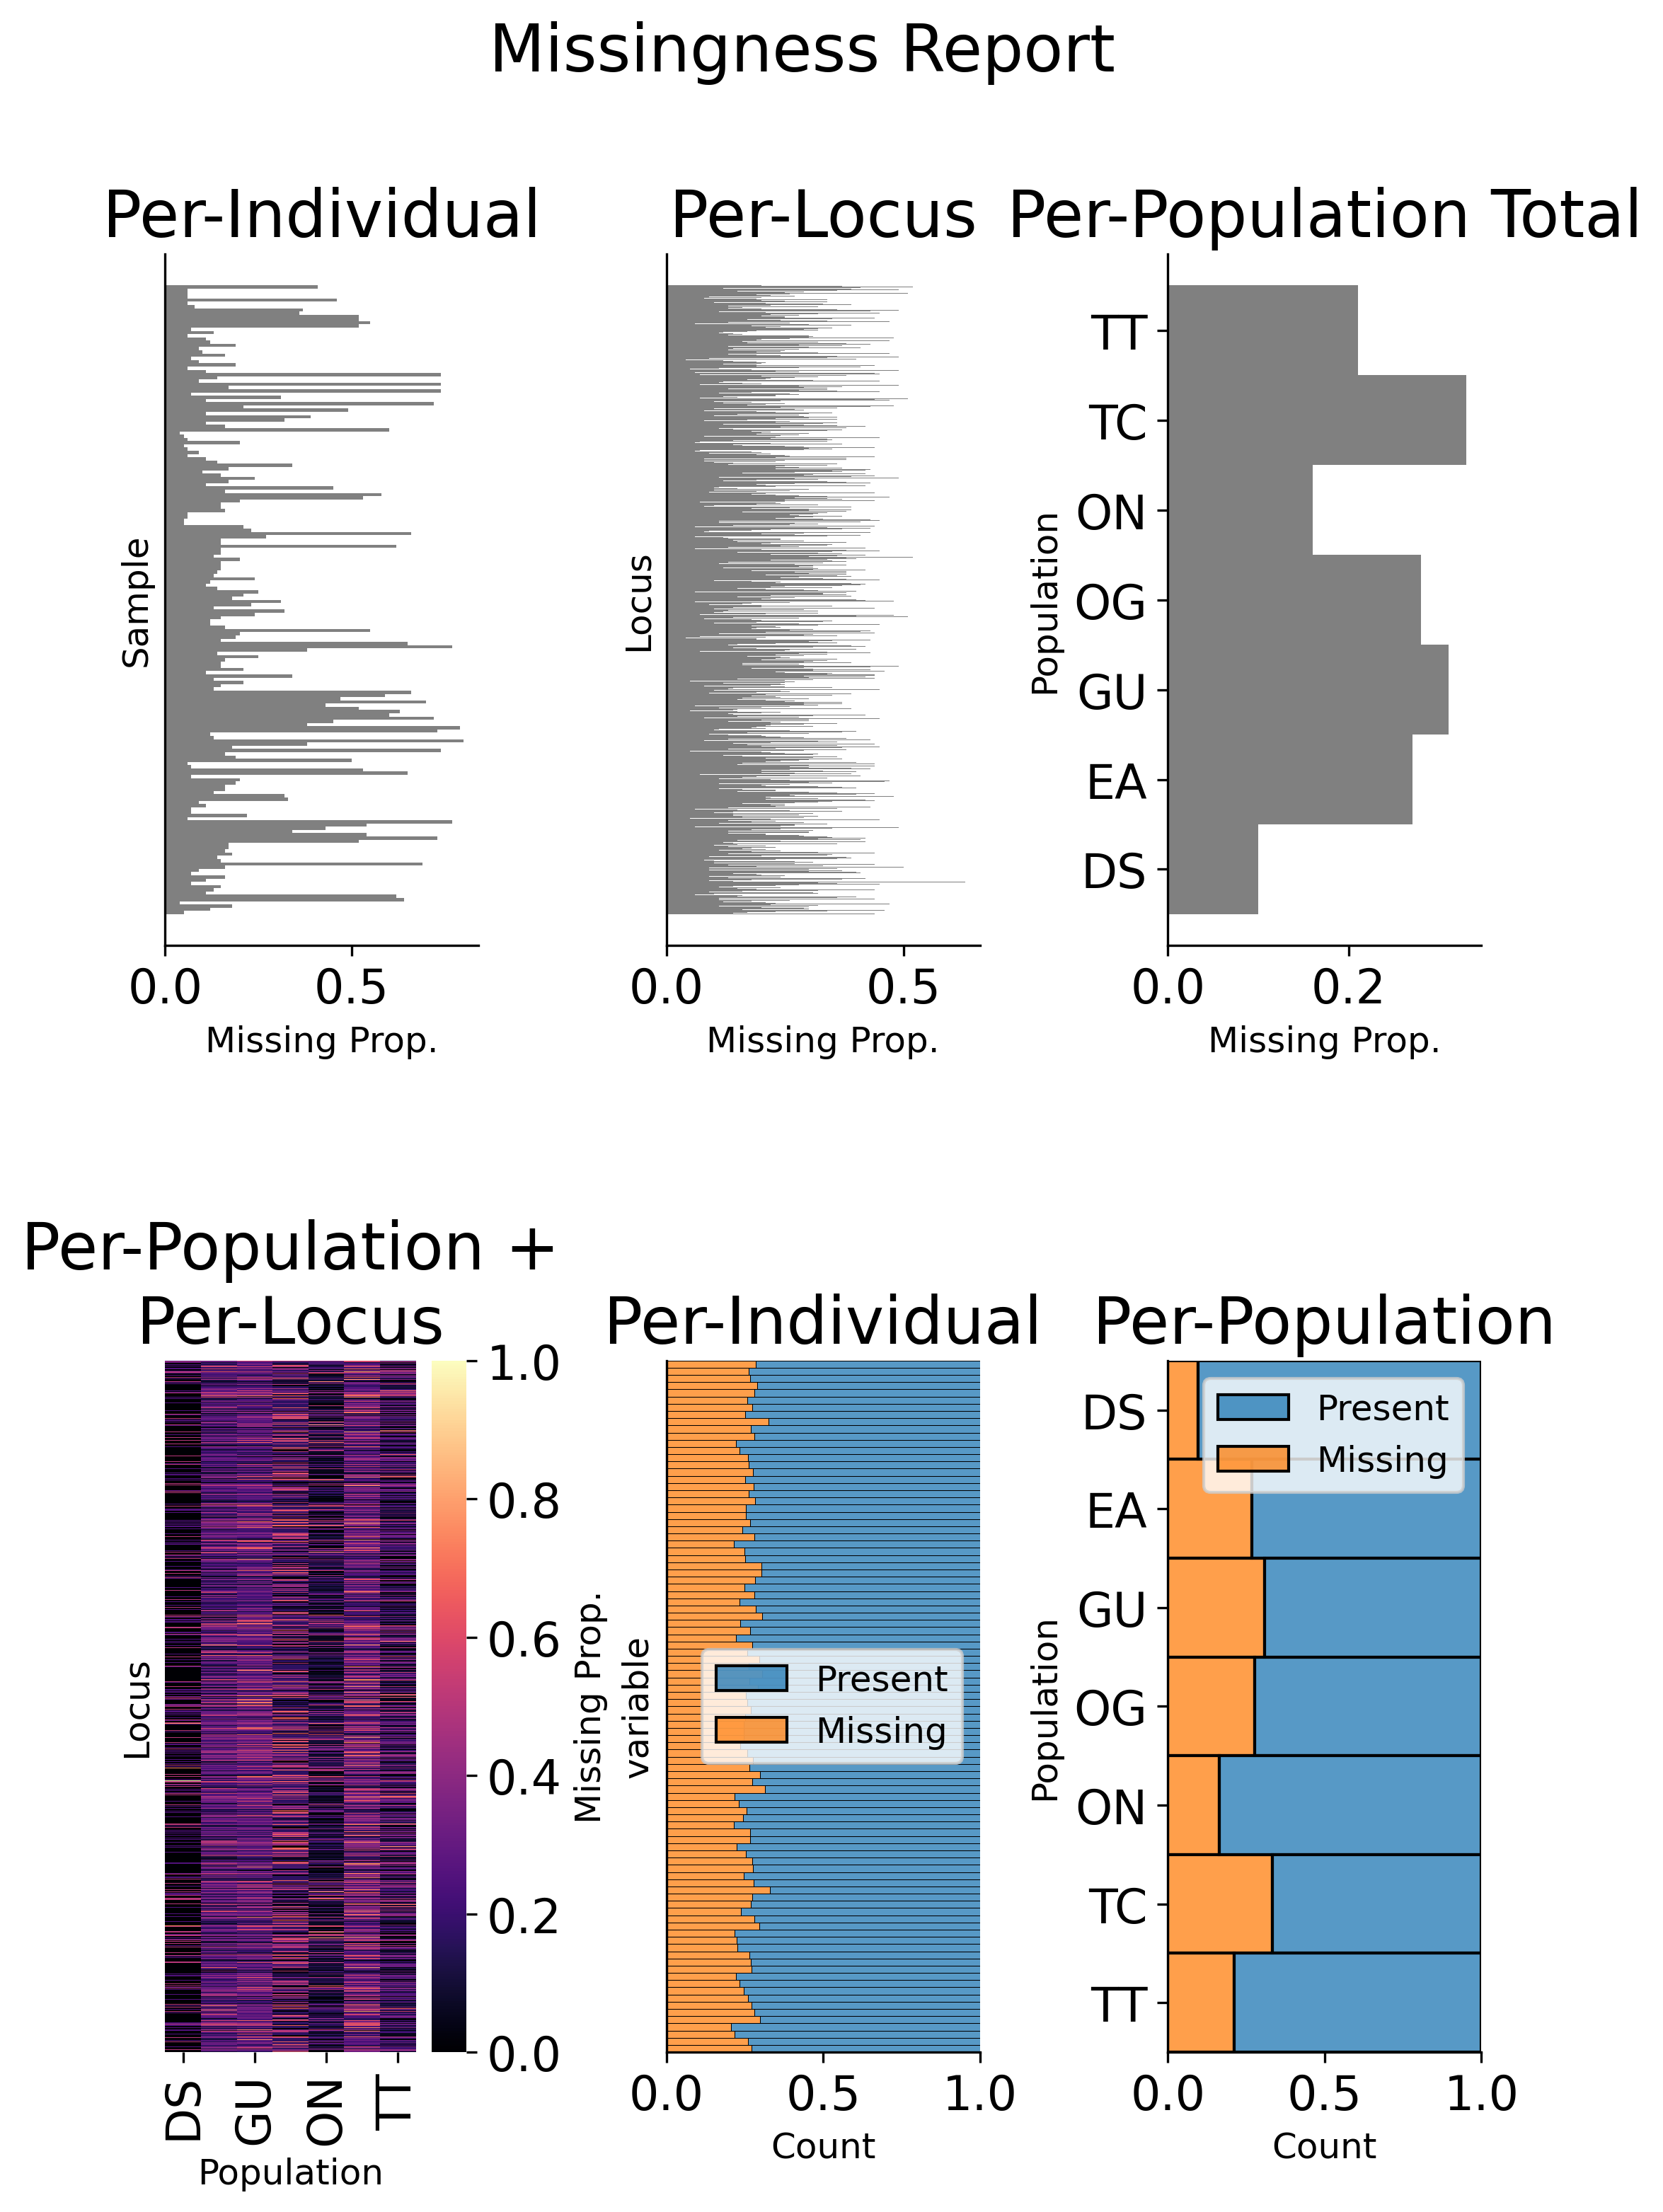 Missingness Report
Per-Individual
Sample
0.0
0.5
Missing Prop.
Per-Locus
Locus
0.0
0.5
Missing Prop.
Per-Population Total
Population
TT
TC
ON
OG
GU
EA
DS
0.0
0.2
Missing Prop.
Per-Population +
Per-Locus
Locus
DS
GU
ON
TT
Population
1.0
0.8
0.6
0.4
0.2
0.0
Missing Prop.
Per-Individual
variable
Present
Missing
0.0
0.5
1.0
Count
Per-Population
Population
DS
EA
GU
OG
ON
TC
TT
Present
Missing
0.0
0.5
1.0
Count